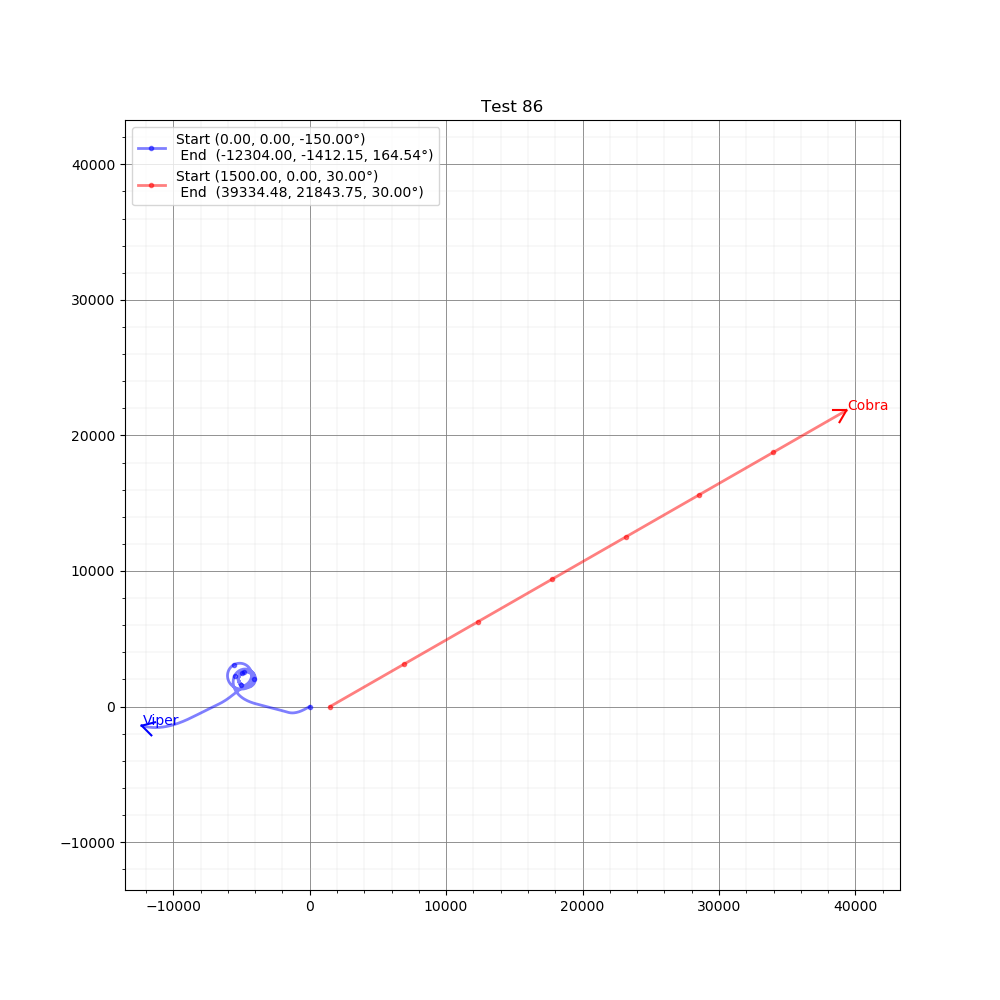 Test 86
Start (0.00, 0.00, -150.00°)
End  (-12304.00, -1412.15, 164.54°)
Start (1500.00, 0.00, 30.00°)
End  (39334.48, 21843.75, 30.00°)
40000
30000
20000
10000
0
−10000
Cobra
Viper
−10000
0
10000
20000
30000
40000